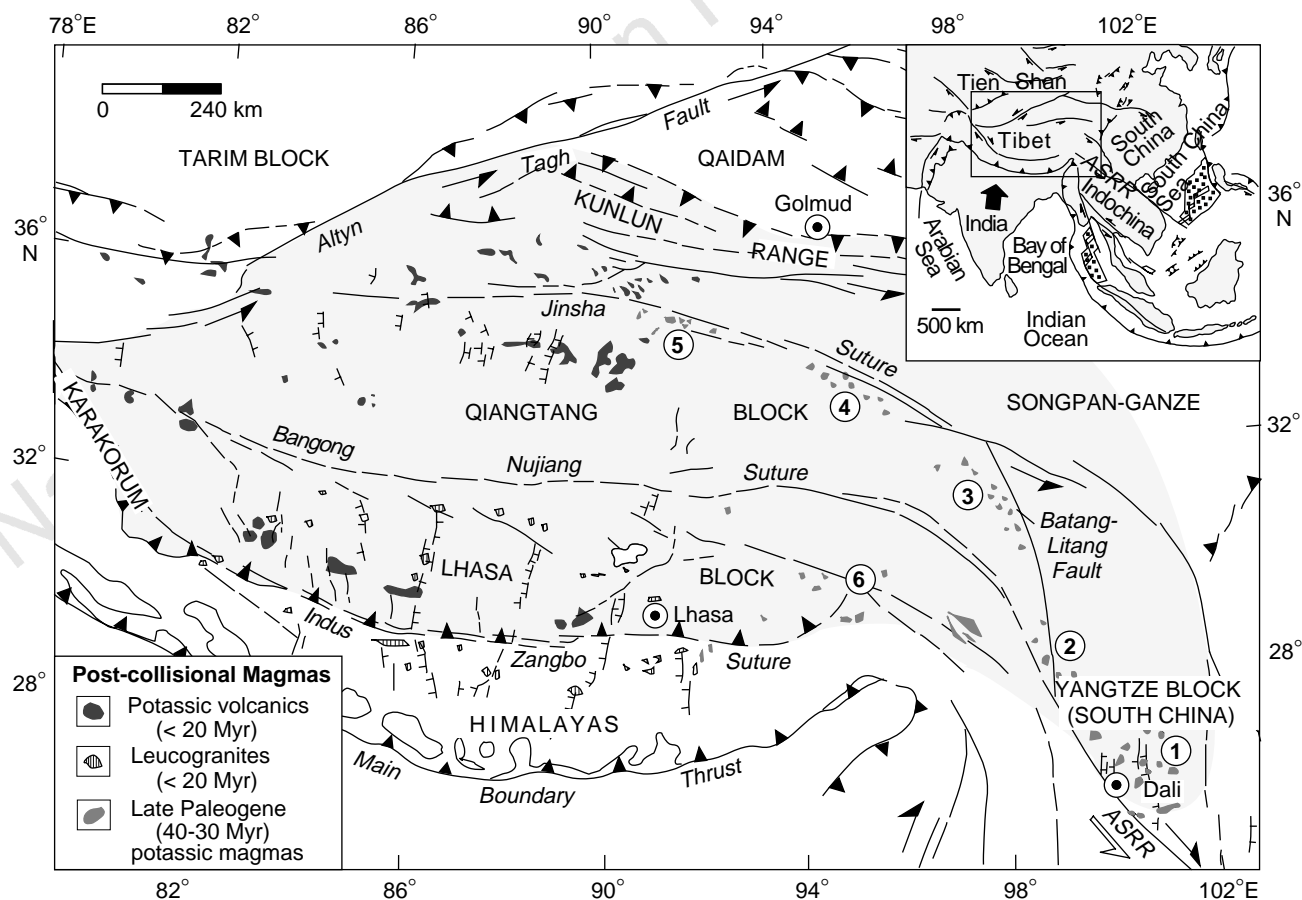 78°E 82° 86° 90° 94° 98° 102°E
0 240 km
TARIM BLOCK
Altyn
Tagh
Fault
QAIDAM
KUNLUN
RANGE
Golmud
36°
N
Tien Shan
Tibet
South
China
ASRR
Indochina
South China
Sea
India
Arabian
Sea
Bay of
Bengal
Indian
Ocean
500 km
36°
N
Jinsha
Suture
5
4
QIANGTANG
BLOCK
SONGPAN-GANZE
32°
KARAKORUM
32°
Bangong
Nujiang
Suture
3
Batang-
Litang
Fault
LHASA
BLOCK
6
Lhasa
Indus
Zangbo
Suture
2
28°
28°
HIMALAYAS
Main
Boundary
Thrust
YANGTZE BLOCK
(SOUTH CHINA)
1
Dali
ASRR
Post-collisional Magmas
Potassic volcanics
(< 20 Myr)
Leucogranites
(< 20 Myr)
Late Paleogene
(40-30 Myr)
potassic magmas
82° 86° 90° 94° 98° 102°E